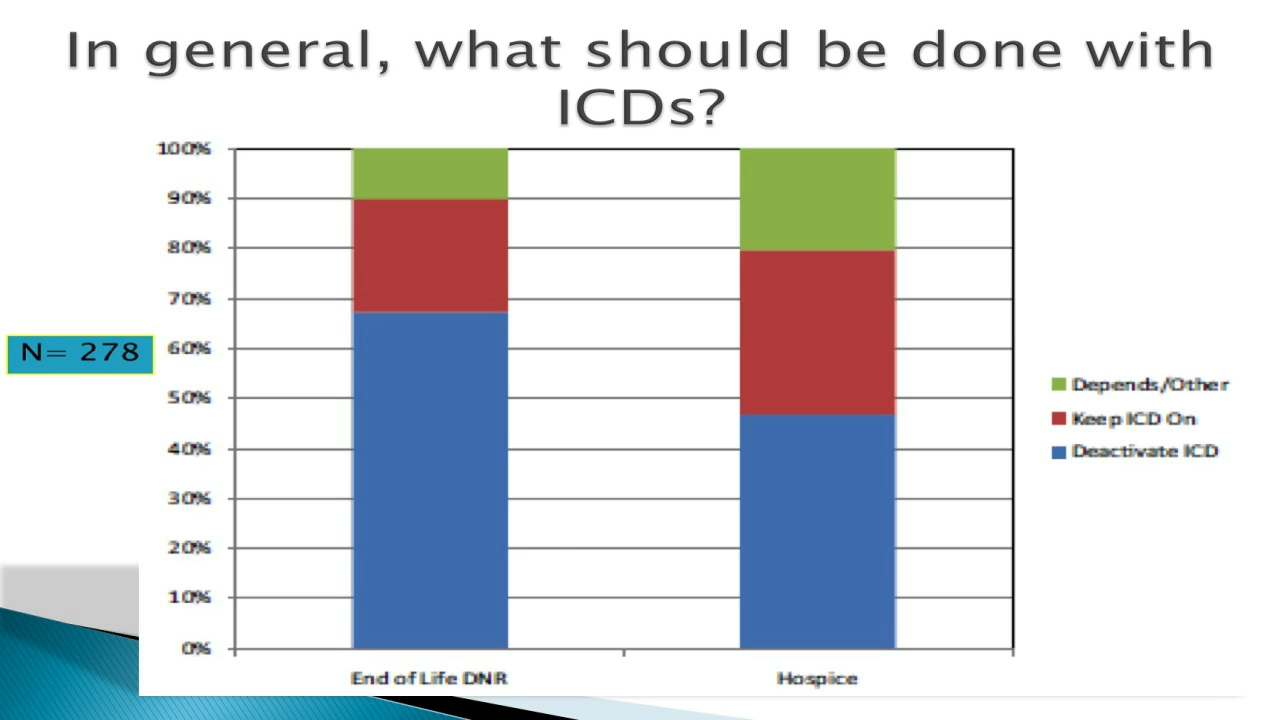 In general, what should be done with
ICDs?
100%
90%
80%
70%
60%
50%
40%
30%
20%
10%
0%
N= 278
End of Life DNR
Hospice
Depends/Other
Keep ICD On
Deactivate ICD